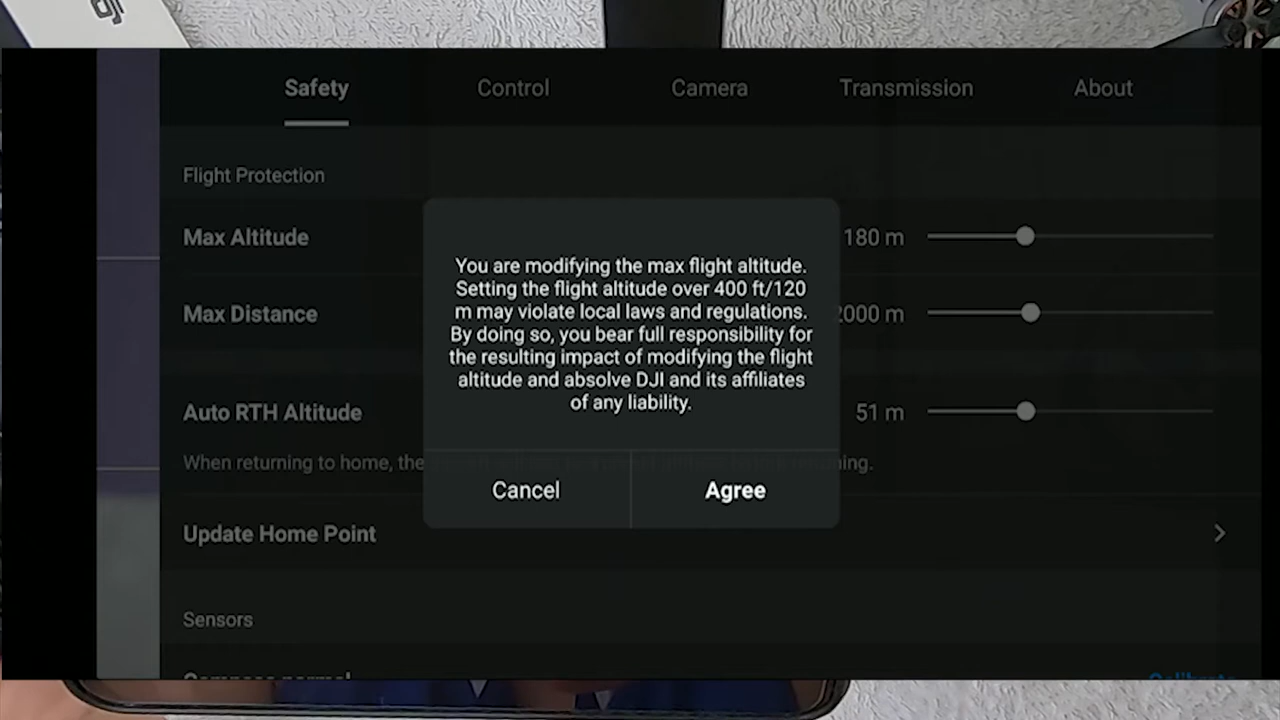 Safety Control Camera Transmission About
Flight Protection
Max Altitude 180 m
You are modifying the max flight altitude.
Setting the flight altitude over 400 ft/120
m may violate local laws and regulations.
By doing so, you bear full responsibility for
the resulting impact of modifying the flight
altitude and absolve DJI and its affiliates
of any liability.
Cancel Agree
Max Distance 2000 m
Auto RTH Altitude 51 m
When returning to home, the
Update Home Point
Sensors
Compass normal Calibrate